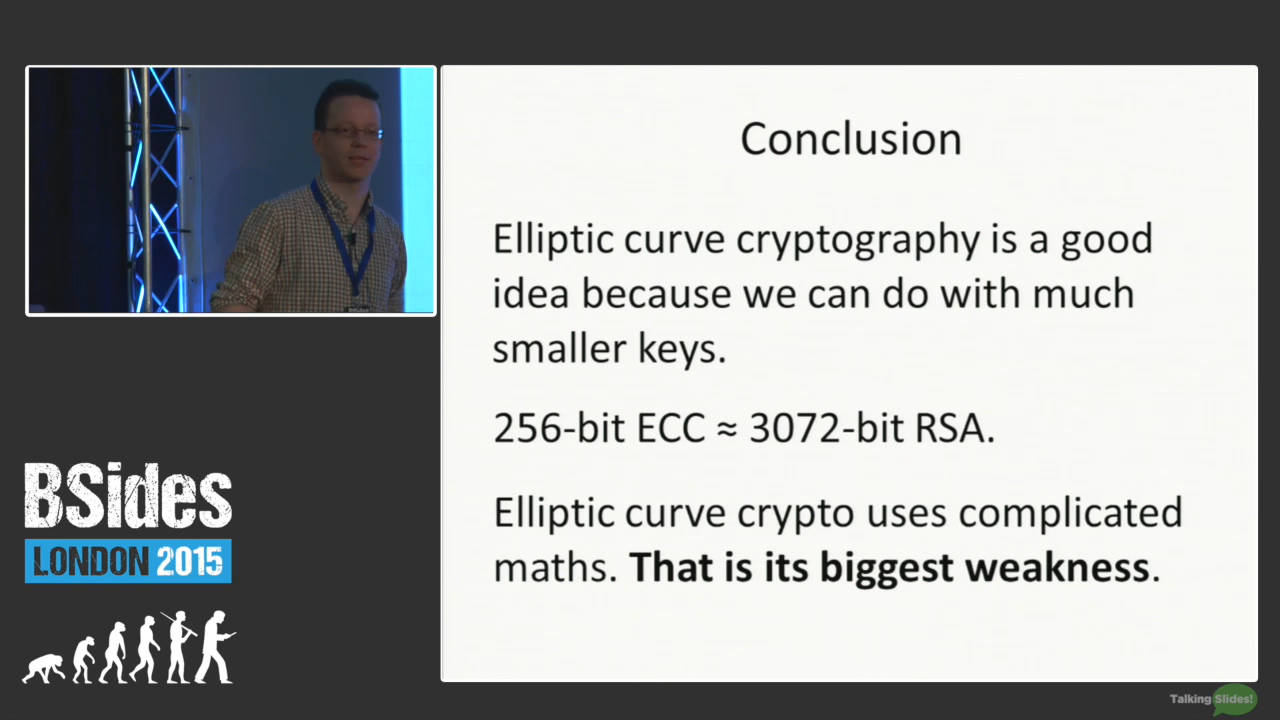 Conclusion
Elliptic curve cryptography is a good
idea because we can do with much
smaller keys.
256-bit ECC ≈ 3072-bit RSA.
Elliptic curve crypto uses complicated
maths. That is its biggest weakness.
BSides
LONDON 2015
Talking Slides!